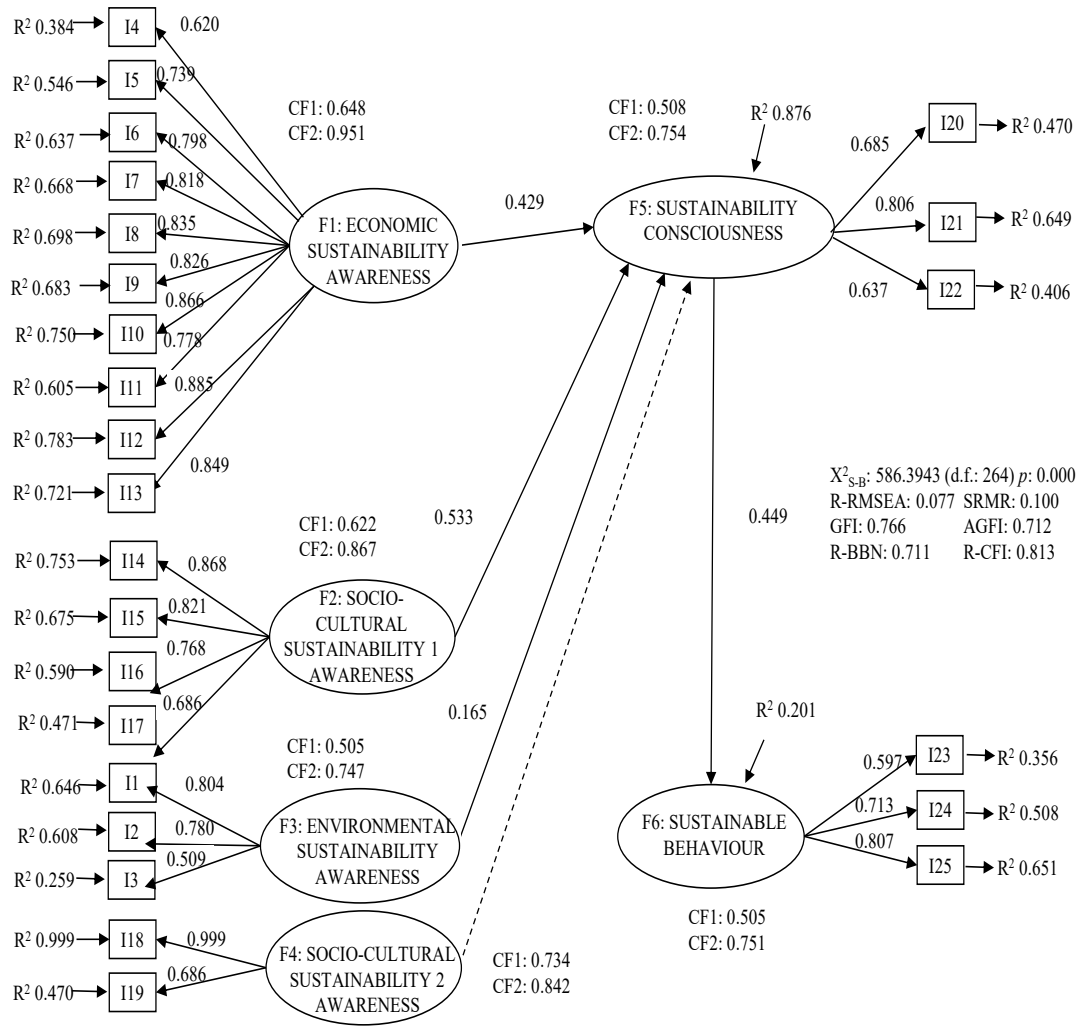 R² 0.384
I4
0.620
R² 0.546
I5
0.739
R² 0.637
I6
0.798
R² 0.668
I7
0.818
R² 0.698
I8
0.835
R² 0.683
I9
0.826
R² 0.750
I10
0.866
R² 0.605
I11
0.778
R² 0.783
I12
0.885
R² 0.721
I13
0.849
CF1: 0.648
CF2: 0.951
F1: ECONOMIC
SUSTAINABILITY
AWARENESS
0.429
CF1: 0.508
CF2: 0.754
R² 0.876
F5: SUSTAINABILITY
CONSCIOUSNESS
0.685
I20
R² 0.470
0.806
I21
R² 0.649
0.637
I22
R² 0.406
R² 0.753
I14
0.868
R² 0.675
I15
0.821
R² 0.590
I16
0.768
R² 0.471
I17
0.686
CF1: 0.622
CF2: 0.867
F2: SOCIO-
CULTURAL
SUSTAINABILITY 1
AWARENESS
0.533
0.449
X²S-B: 586.3943 (d.f.: 264) p: 0.000
R-RMSEA: 0.077 SRMR: 0.100
GFI: 0.766 AGFI: 0.712
R-BBN: 0.711 R-CFI: 0.813
R² 0.646
I1
0.804
R² 0.608
I2
0.780
R² 0.259
I3
0.509
CF1: 0.505
CF2: 0.747
F3: ENVIRONMENTAL
SUSTAINABILITY
AWARENESS
0.165
R² 0.201
F6: SUSTAINABLE
BEHAVIOUR
0.597
I23
R² 0.356
0.713
I24
R² 0.508
0.807
I25
R² 0.651
CF1: 0.505
CF2: 0.751
R² 0.999
I18
0.999
R² 0.470
I19
0.686
F4: SOCIO-CULTURAL
SUSTAINABILITY 2
AWARENESS
CF1: 0.734
CF2: 0.842